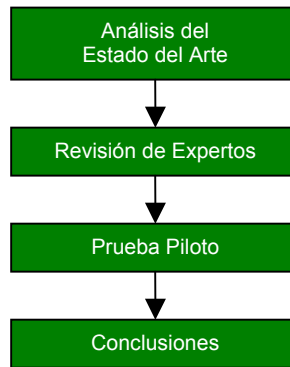 Análisis del
Estado del Arte
Revisión de Expertos
Prueba Piloto
Conclusiones